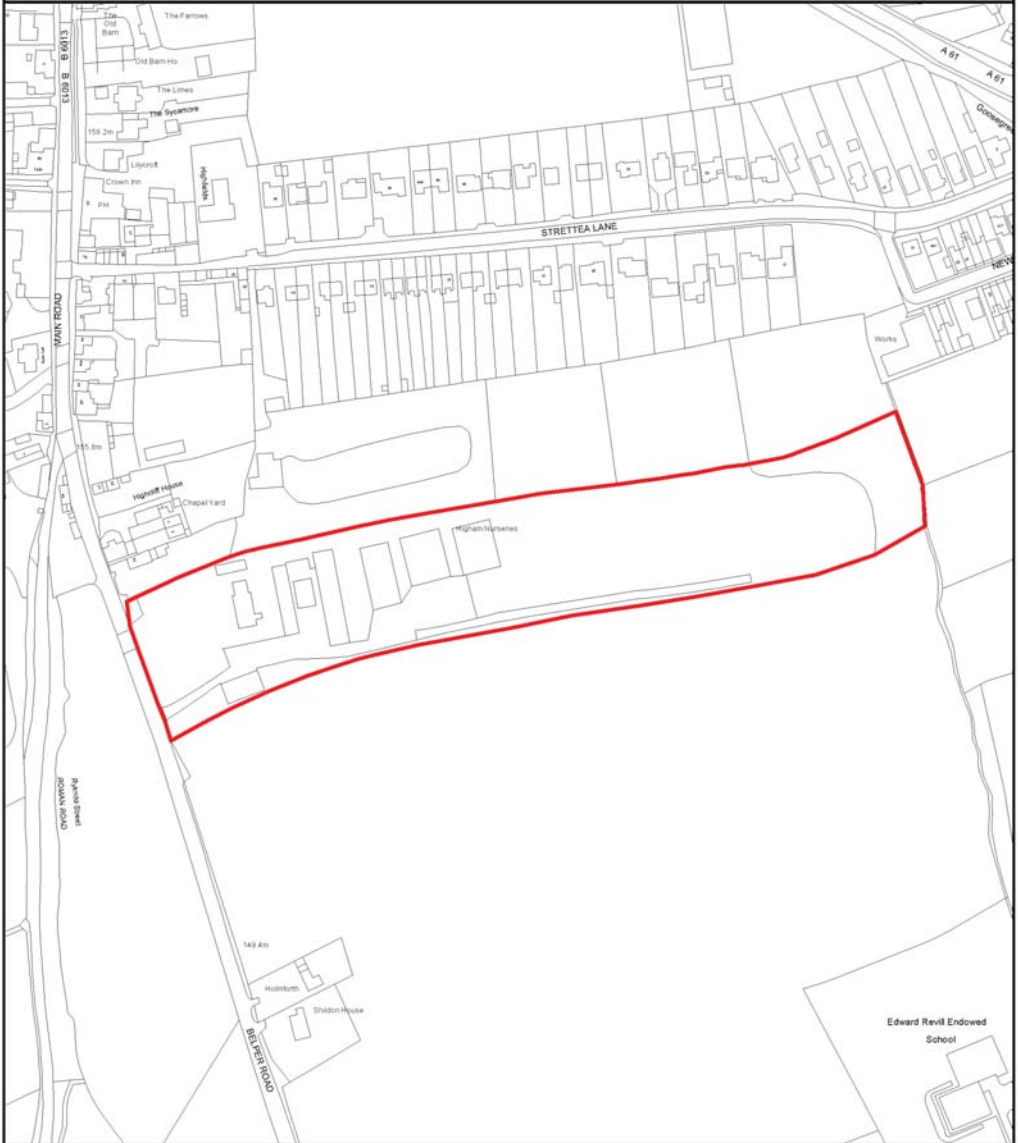 The
Old
Barn
The Farrows
B 6013
B 6013
Old Barn Ho
The Limes
The Sycamore
159.2m
Lilycroft
Crown Inn
PH
Highfields
A 61
A 61
STRETTEA LANE
MAIN ROAD
Works
155.8m
Highcliff House
Chapel Yard
Higham Nurseries
Ryknild Street
ROMAN ROAD
149.4m
Holmforth
Shildon House
BELPER ROAD
Edward Revill Endowed
School